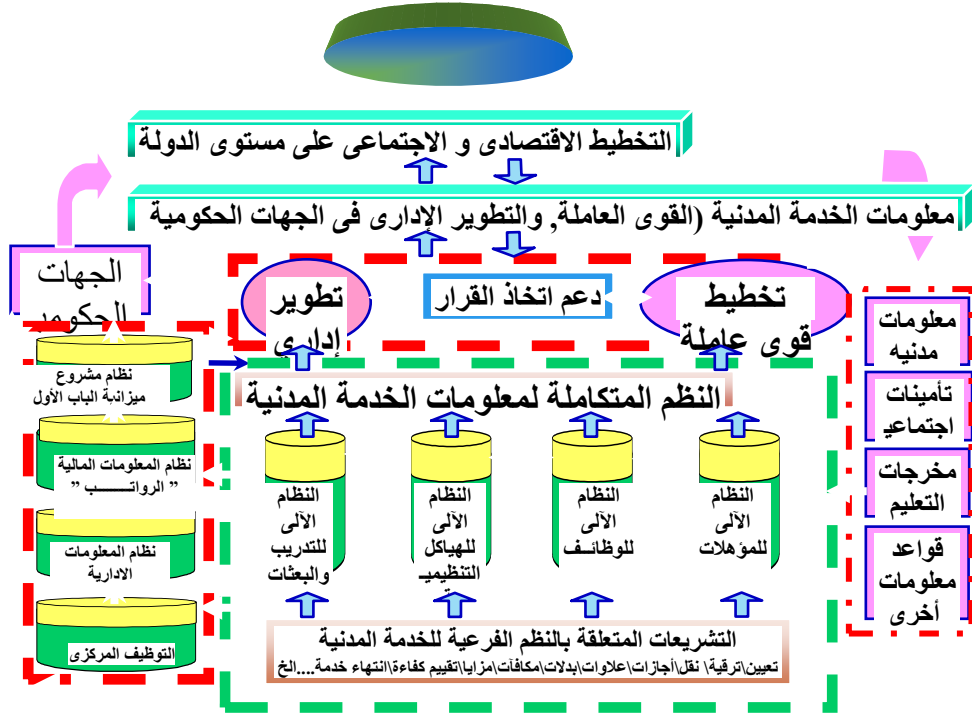 التخطيط الاقتصادى و الاجتماعى على مستوى الدولة
معلومات الخدمة المدنية (القوى العاملة, والتطوير الإدارى فى الجهات الحكومية
الجهات
تخطيط
قوى عاملة
دعم اتخاذ القرار
تطوير
إدارى
معلومات
مدنيه
تأمينات
اجتماعيـ
مخرجات
التعليم
قواعد
معلومات
أخرى
النظم المتكاملة لمعلومات الخدمة المدنية
النظام
الآلى
للمؤهلات
النظام
الآلى
للوظائـف
النظام
الآلى
للهياكل
التنظيميـ
النظام
الآلى
للتدريب
والبعثات
نظام مشروع
ميزانية الباب الأول
نظام المعلومات المالية
” الرواتـــــــب ”
نظام المعلومات
الادارية
التوظيف المركزى
التشريعات المتعلقة بالنظم الفرعية للخدمة المدنية
تعيين\ترقية\ نقل\أجازات\علاوات\بدلات\مكافآت\مزايا\تقييم كفاءة\انتهاء خدمة....الخ